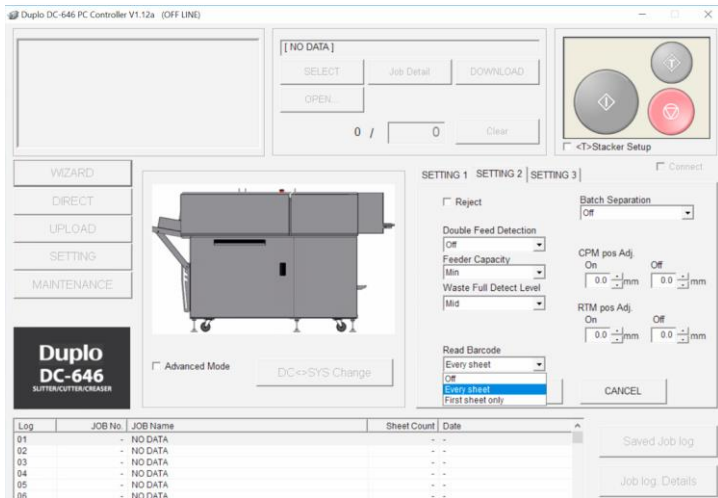 Duplo DC-646 PC Controller V1.12a   (OFF LINE)
[ NO DATA ]
SELECT
Job Detail
DOWNLOAD
OPEN...
0 / 0
Clear
<T>Stacker Setup
Connect
WIZARD
DIRECT
UPLOAD
SETTING
MAINTENANCE
Duplo
DC-646
SLITTER/CUTTER/CREASER
Advanced Mode
DC<>SYS Change
SETTING 1 SETTING 2 SETTING 3
Reject
Batch Separation
Off
Double Feed Detection
Off
Feeder Capacity
Min
Waste Full Detect Level
Mid
CPM pos Adj.
On Off
0.0 mm 0.0 mm
RTM pos Adj.
On Off
0.0 mm 0.0 mm
Read Barcode
Every sheet
Off
Every sheet
First sheet only
CANCEL
Log JOB No. JOB Name Sheet Count Date
01 - NO DATA - -
02 - NO DATA - -
03 - NO DATA - -
04 - NO DATA - -
05 - NO DATA - -
06 - NO DATA - -
Saved Job log
Job log. Details